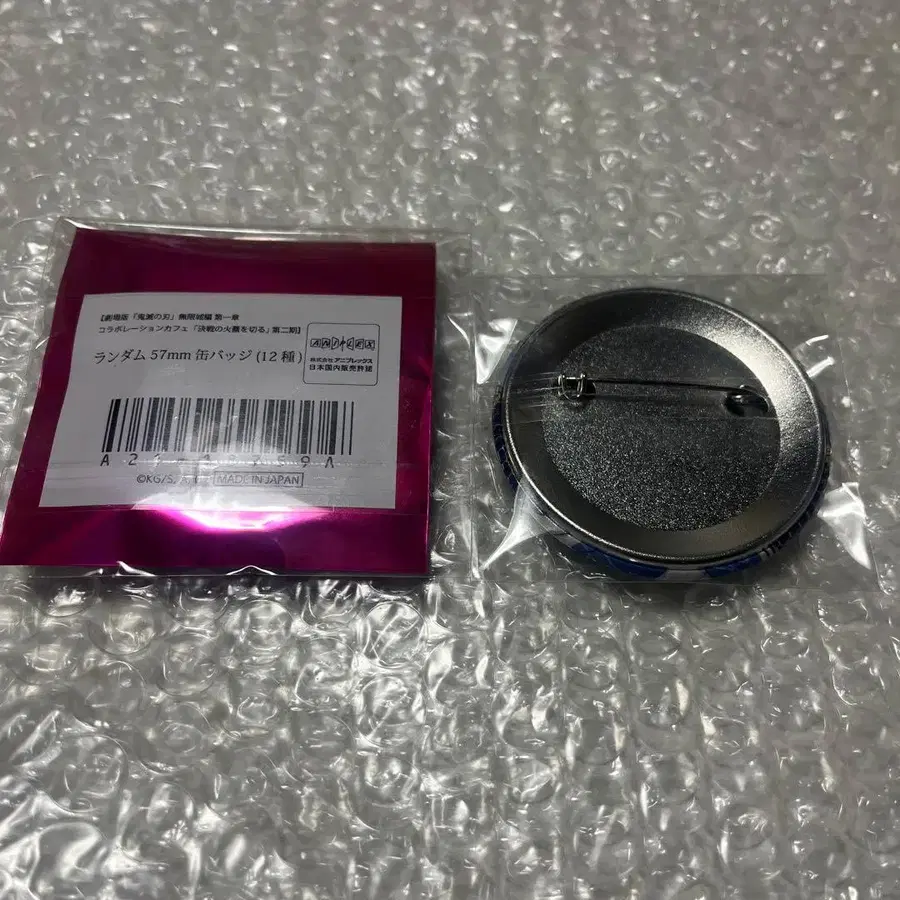 【劇場版「鬼滅の刃」無限城編 第一章
コラボレーションカフェ「決戦の火蓋を切る」第二期】
ランダム 57mm 缶バッジ (12 種)
ANIPLEX
株式会社 アニプレックス
日本国内販売許諾
©KG/S,
MADE IN JAPAN